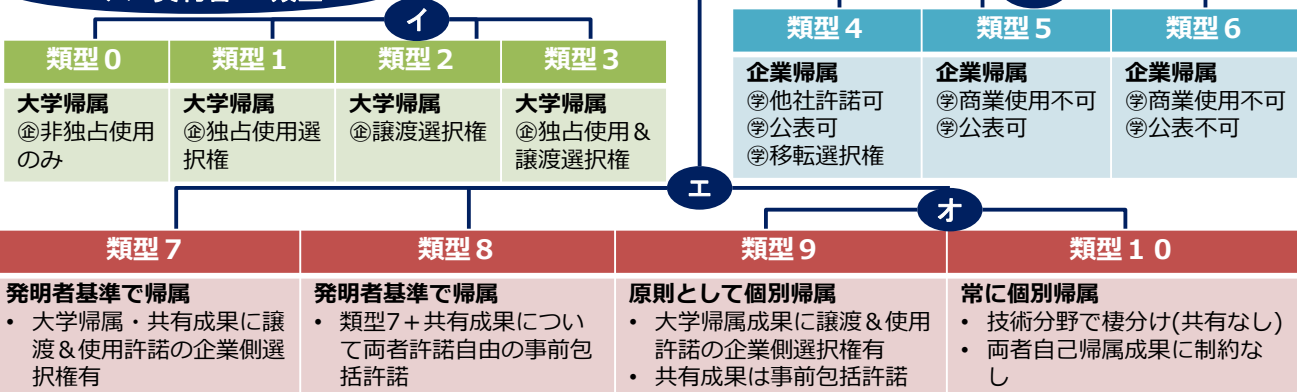 イ
類型0
類型1
類型2
類型3
大学帰属
㊭非独占使用
のみ
大学帰属
㊭独占使用選
択権
大学帰属
㊭譲渡選択権
大学帰属
㊭独占使用&
譲渡選択権
類型4
類型5
類型6
企業帰属
㊫他社許諾可
㊫公表可
㊫移転選択権
企業帰属
㊫商業使用不可
㊫公表可
企業帰属
㊫商業使用不可
㊫公表不可
エ
オ
類型7
類型8
類型9
類型10
発明者基準で帰属
• 大学帰属・共有成果に譲
渡&使用許諾の企業側選
択権有
発明者基準で帰属
• 類型7+共有成果につい
て両者許諾自由の事前包
括許諾
原則として個別帰属
• 大学帰属成果に譲渡&使用
許諾の企業側選択権有
• 共有成果は事前包括許諾
常に個別帰属
• 技術分野で棲分け(共有なし)
• 両者自己帰属成果に制約な
し